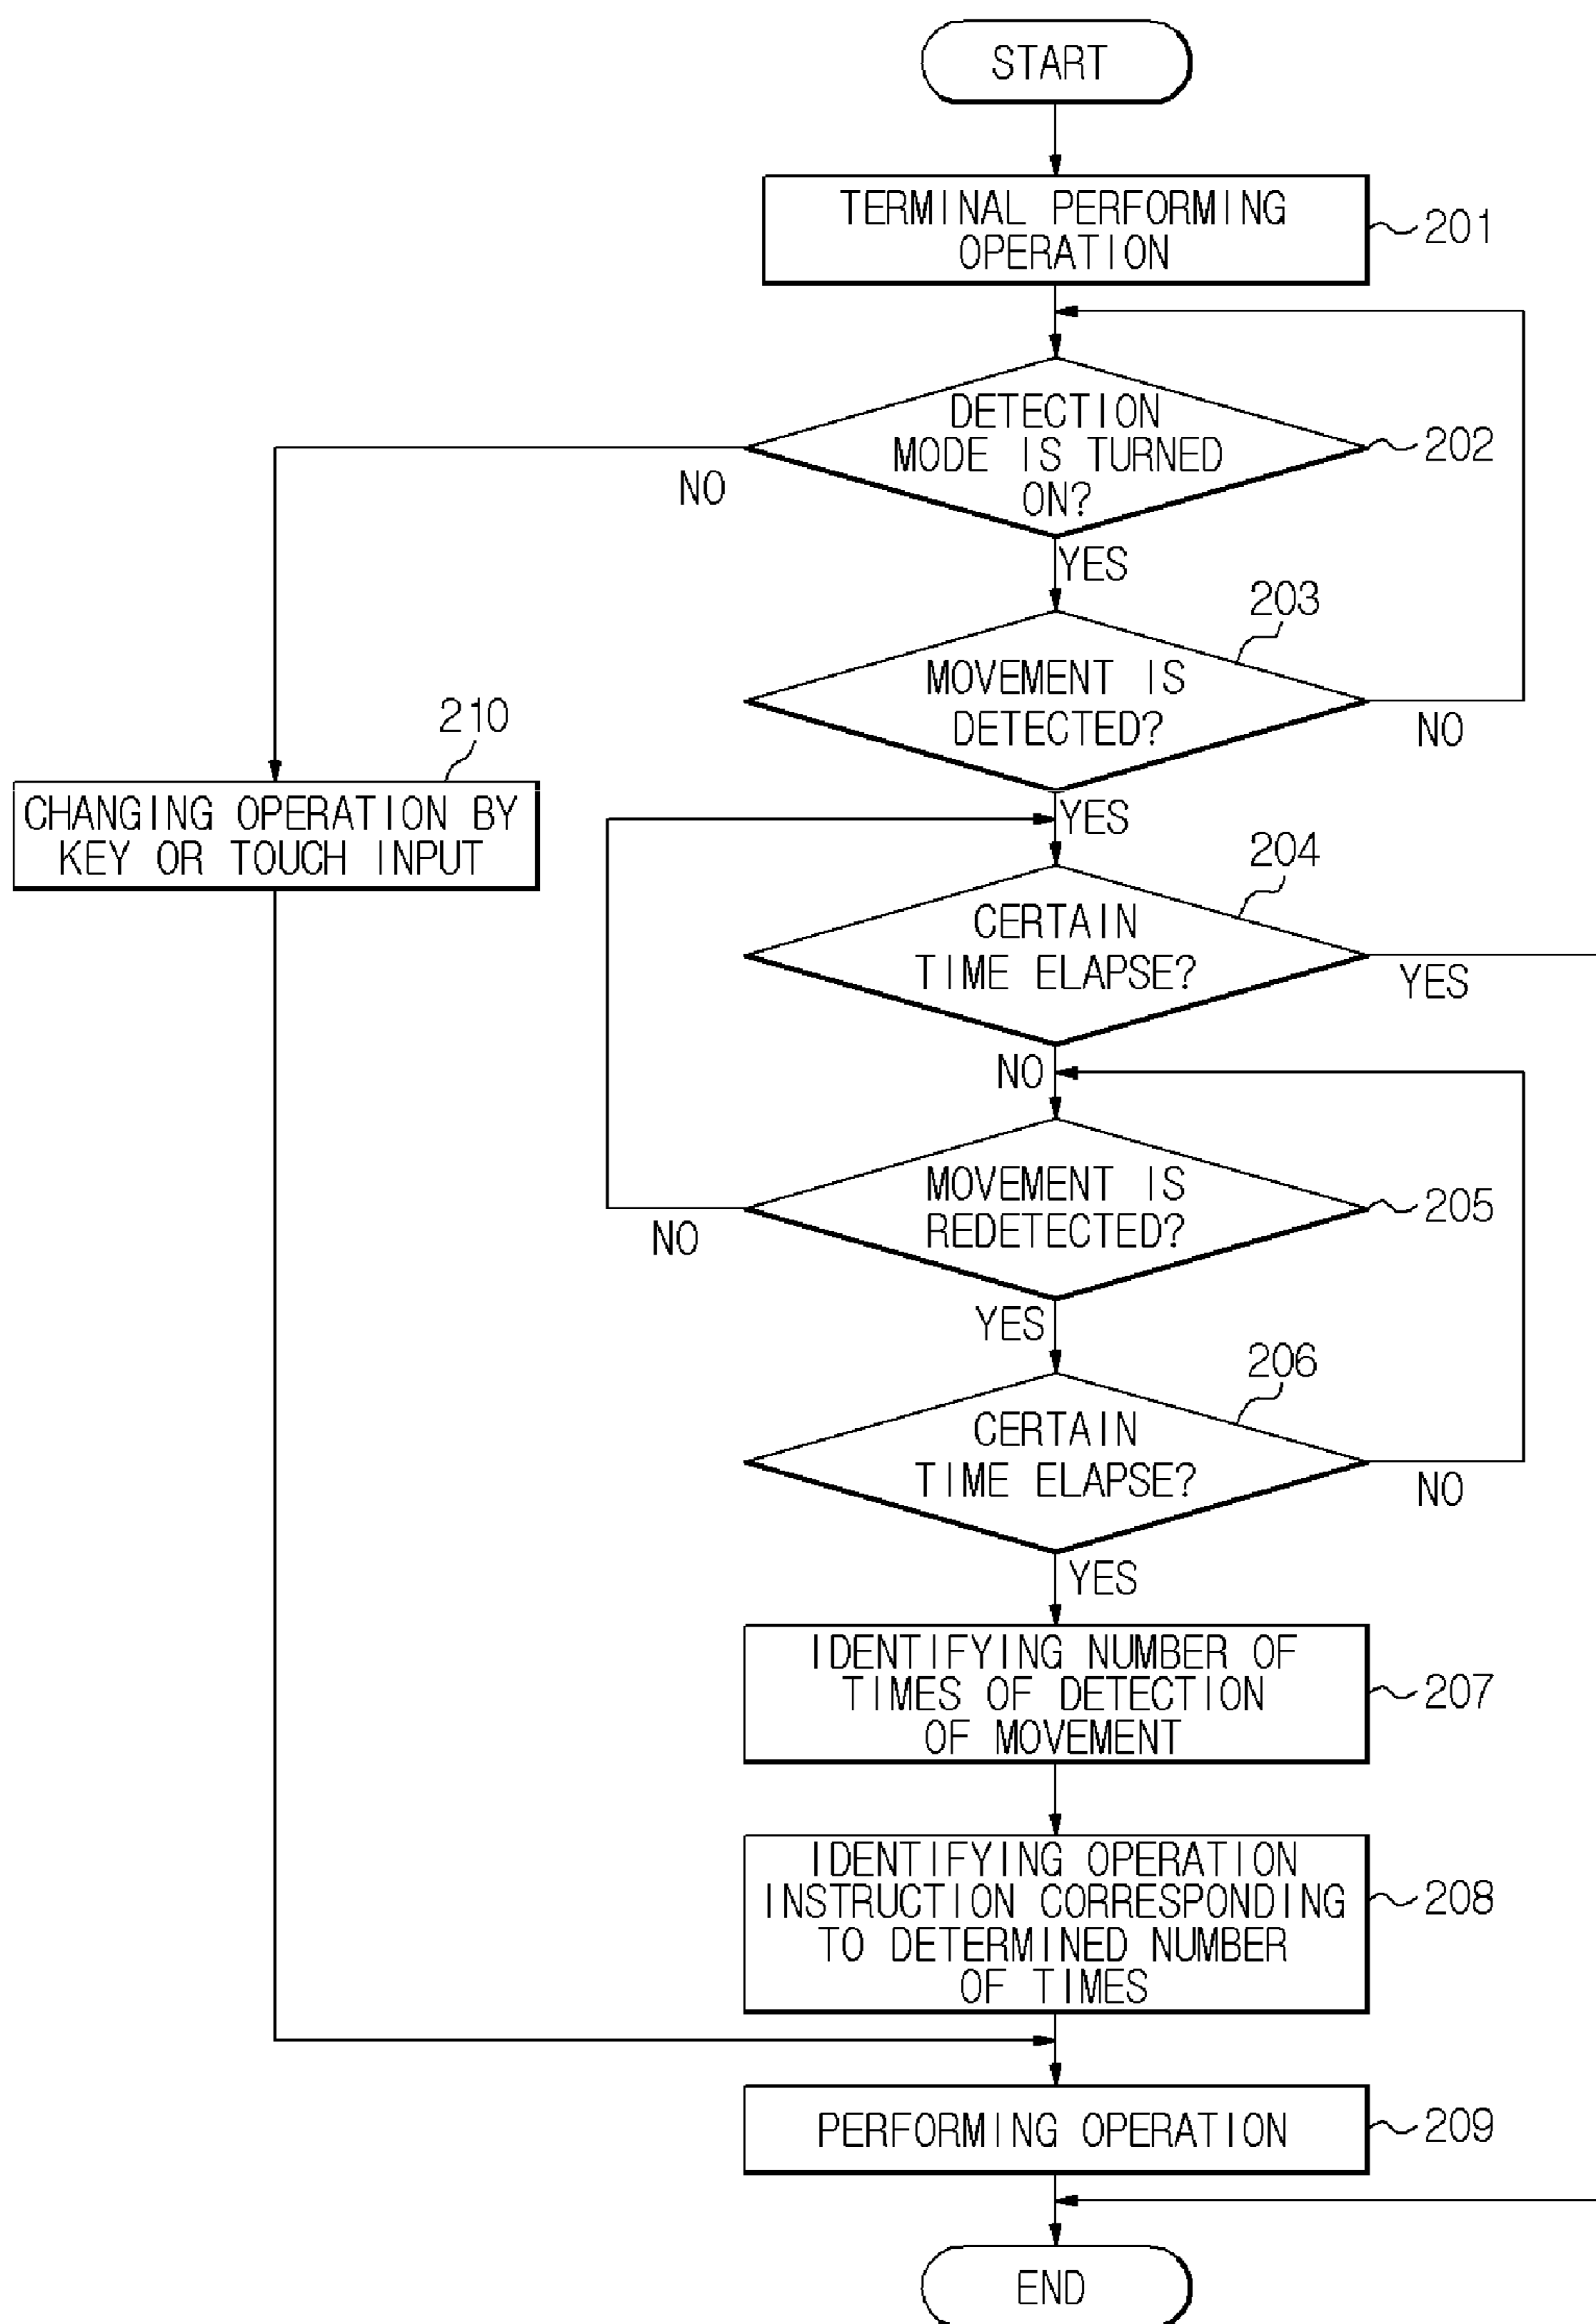 START
TERMINAL PERFORMING
OPERATION
201
DETECTION
MODE IS TURNED
ON?
202
NO
YES
203
MOVEMENT IS
DETECTED?
NO
210
CHANGING OPERATION BY
KEY OR TOUCH INPUT
YES
204
CERTAIN
TIME ELAPSE?
YES
NO
MOVEMENT IS
REDETECTED?
205
NO
YES
206
CERTAIN
TIME ELAPSE?
NO
YES
IDENTIFYING NUMBER OF
TIMES OF DETECTION
OF MOVEMENT
207
IDENTIFYING OPERATION
INSTRUCTION CORRESPONDING
TO DETERMINED NUMBER
OF TIMES
208
PERFORMING OPERATION
209
END